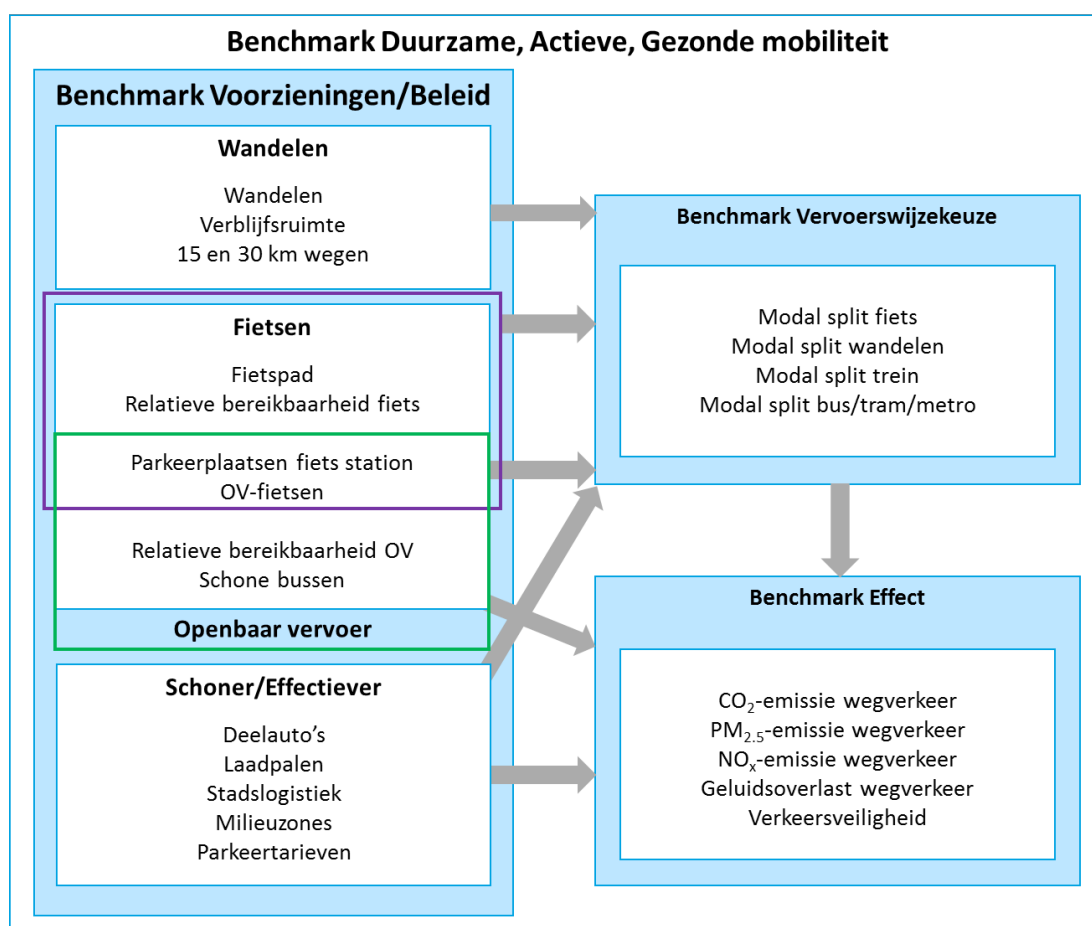 Benchmark Duurzame, Actieve, Gezonde mobiliteit
Benchmark Voorzieningen/Beleid
Wandelen
Wandelen
Verblijfsruimte
15 en 30 km wegen
Fietsen
Fietspad
Relatieve bereikbaarheid fiets
Parkeerplaatsen fiets station
OV-fietsen
Relatieve bereikbaarheid OV
Schone bussen
Openbaar vervoer
Schoner/Effectiever
Deelauto's
Laadpalen
Stadslogistiek
Milieuzones
Parkeertarieven
Benchmark Vervoerswijzekeuze
Modal split fiets
Modal split wandelen
Modal split trein
Modal split bus/tram/metro
Benchmark Effect
CO₂-emissie wegverkeer
PM₂.₅-emissie wegverkeer
NOₓ-emissie wegverkeer
Geluidsoverlast wegverkeer
Verkeersveiligheid